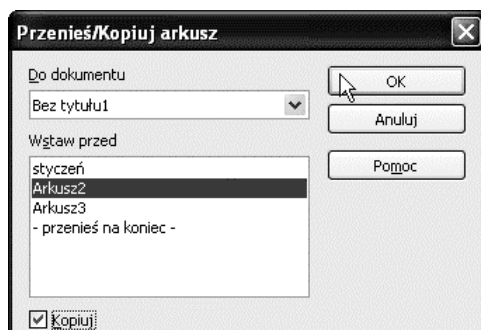 Przenieś/Kopiuj arkusz
Do dokumentu
Bez tytułu1
Wstaw przed
styczeń
Arkusz2
Arkusz3
- przenieś na koniec -
Kopiuj
OK
Anuluj
Pomoc